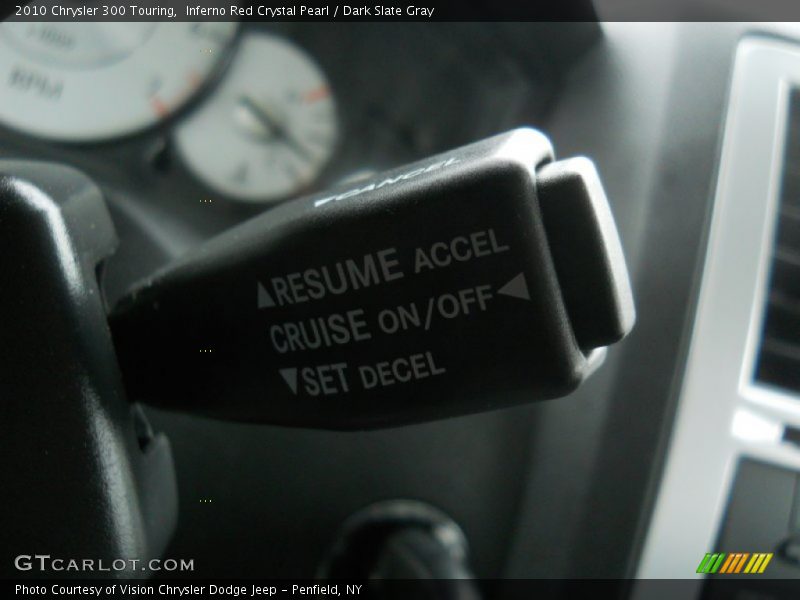 2010 Chrysler 300 Touring,  Inferno Red Crystal Pearl / Dark Slate Gray
RPM
CANCEL
▲RESUME ACCEL
CRUISE ON/OFF ◀
▼SET DECEL
GTCARLOT.COM
Photo Courtesy of Vision Chrysler Dodge Jeep – Penfield, NY